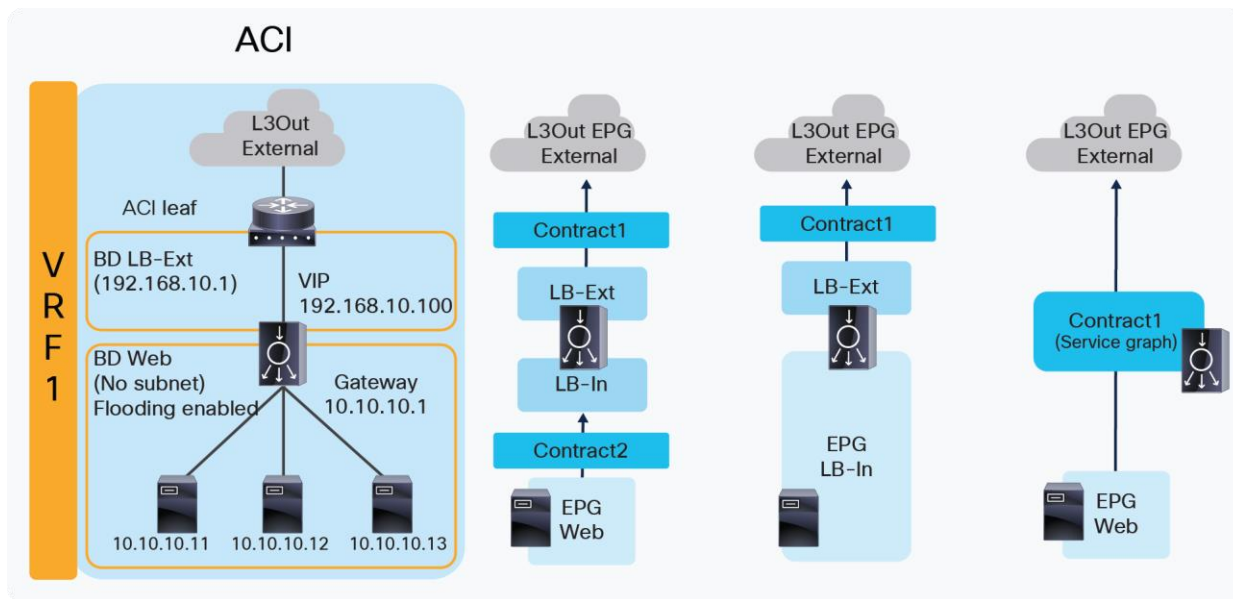 ACI
V
R
F
1
L3Out
External
ACI leaf
BD LB-Ext
(192.168.10.1)
VIP
192.168.10.100
BD Web
(No subnet)
Flooding enabled
Gateway
10.10.10.1
10.10.10.11
10.10.10.12
10.10.10.13
L3Out EPG
External
Contract1
LB-Ext
LB-In
Contract2
EPG
Web
L3Out EPG
External
Contract1
LB-Ext
EPG
LB-In
L3Out EPG
External
Contract1
(Service graph)
EPG
Web